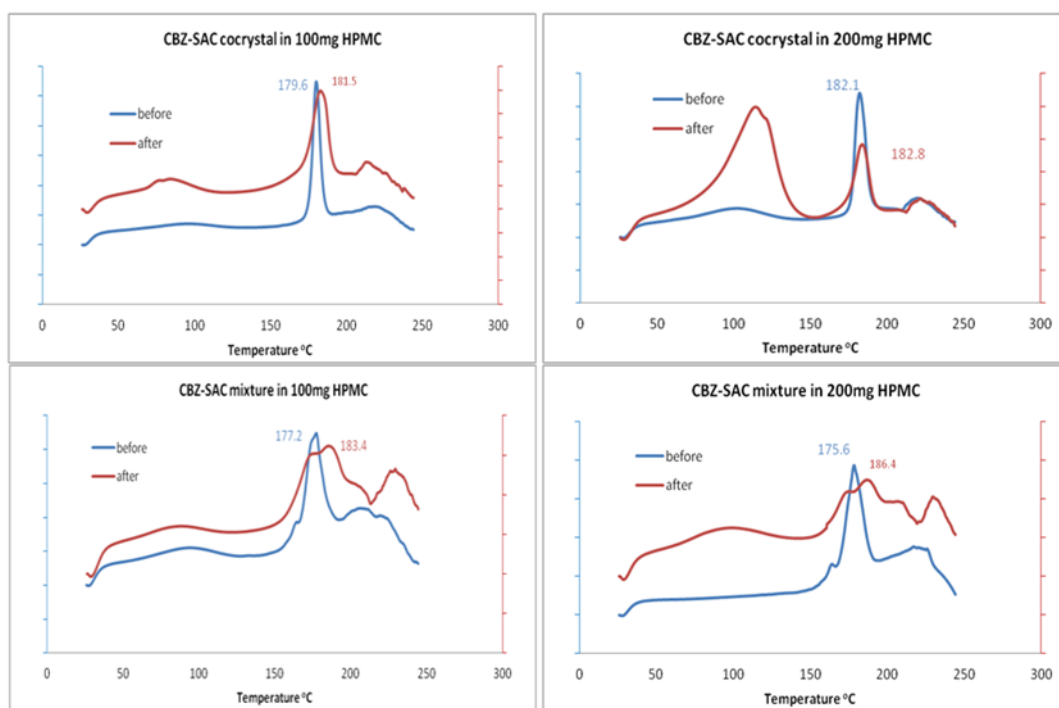 CBZ-SAC cocrystal in 100mg HPMC
179.6
181.5
before
after
0 50 100 150 200 250 300
Temperature °C
CBZ-SAC cocrystal in 200mg HPMC
182.1
before
after
182.8
0 50 100 150 200 250 300
Temperature °C
CBZ-SAC mixture in 100mg HPMC
177.2
183.4
before
after
0 50 100 150 200 250 300
Temperature °C
CBZ-SAC mixture in 200mg HPMC
175.6
before
186.4
after
0 50 100 150 200 250 300
Temperature °C